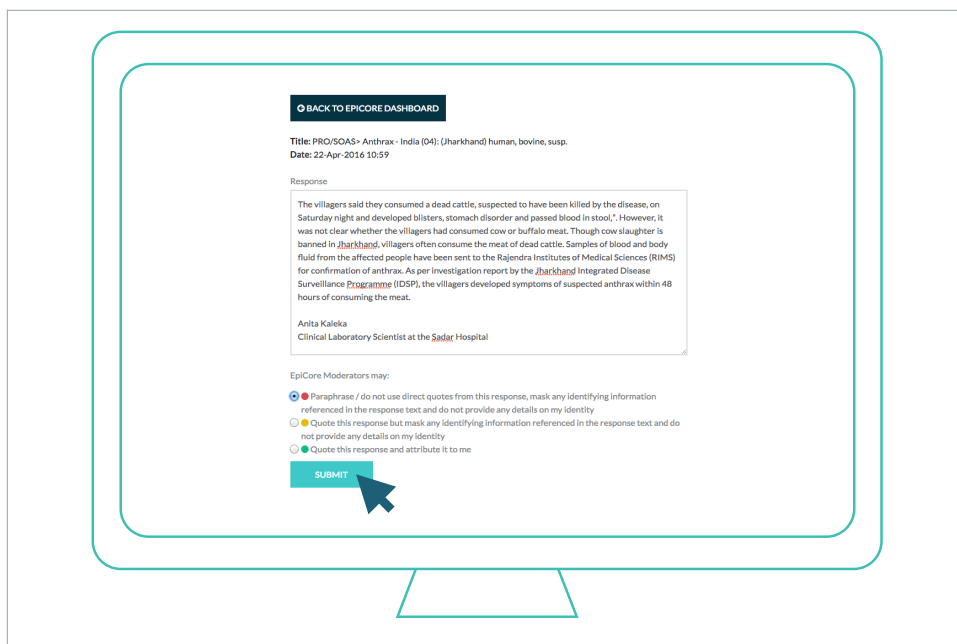 BACK TO EPICORE DASHBOARD
Title: PRO/SOAS> Anthrax - India (04): (Jharkhand) human, bovine, susp.
Date: 22-Apr-2016 10:59
Response
The villagers said they consumed a dead cattle, suspected to have been killed by the disease, on
Saturday night and developed blisters, stomach disorder and passed blood in stool,". However, it
was not clear whether the villagers had consumed cow or buffalo meat. Though cow slaughter is
banned in Jharkhand, villagers often consume the meat of dead cattle. Samples of blood and body
fluid from the affected people have been sent to the Rajendra Institutes of Medical Sciences (RIMS)
for confirmation of anthrax. As per investigation report by the Jharkhand Integrated Disease
Surveillance Programme (IDSP), the villagers developed symptoms of suspected anthrax within 48
hours of consuming the meat.
Anita Kaleka
Clinical Laboratory Scientist at the Sadar Hospital
EpiCore Moderators may:
Paraphrase / do not use direct quotes from this response, mask any identifying information
referenced in the response text and do not provide any details on my identity
Quote this response but mask any identifying information referenced in the response text and do
not provide any details on my identity
Quote this response and attribute it to me
SUBMIT